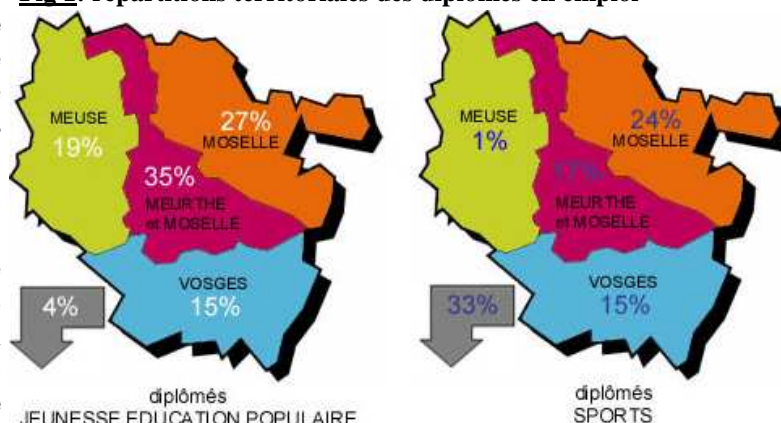 répartitions territoriales des diplômés en emploi
MEUSE
19%
27%
MOSELLE
35%
MEURTHE
et MOSELLE
VOSGES
15%
4%
diplômés
JEUNESSE EDUCATION POPULAIRE
MEUSE
1%
24%
MOSELLE
MEURTHE
et MOSELLE
VOSGES
15%
33%
diplômés
SPORTS